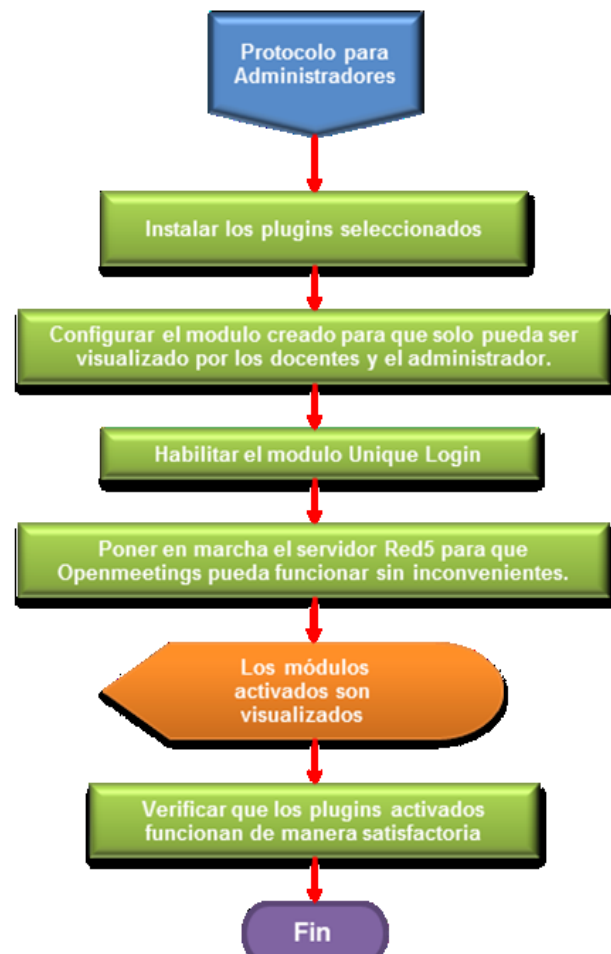 Protocolo para
Administradores
Instalar los plugins seleccionados
Configurar el modulo creado para que solo pueda ser
visualizado por los docentes y el administrador.
Habilitar el modulo Unique Login
Poner en marcha el servidor Red5 para que
Openmeetings pueda funcionar sin inconvenientes.
Los módulos
activados son
visualizados
Verificar que los plugins activados
funcionan de manera satisfactoria
Fin